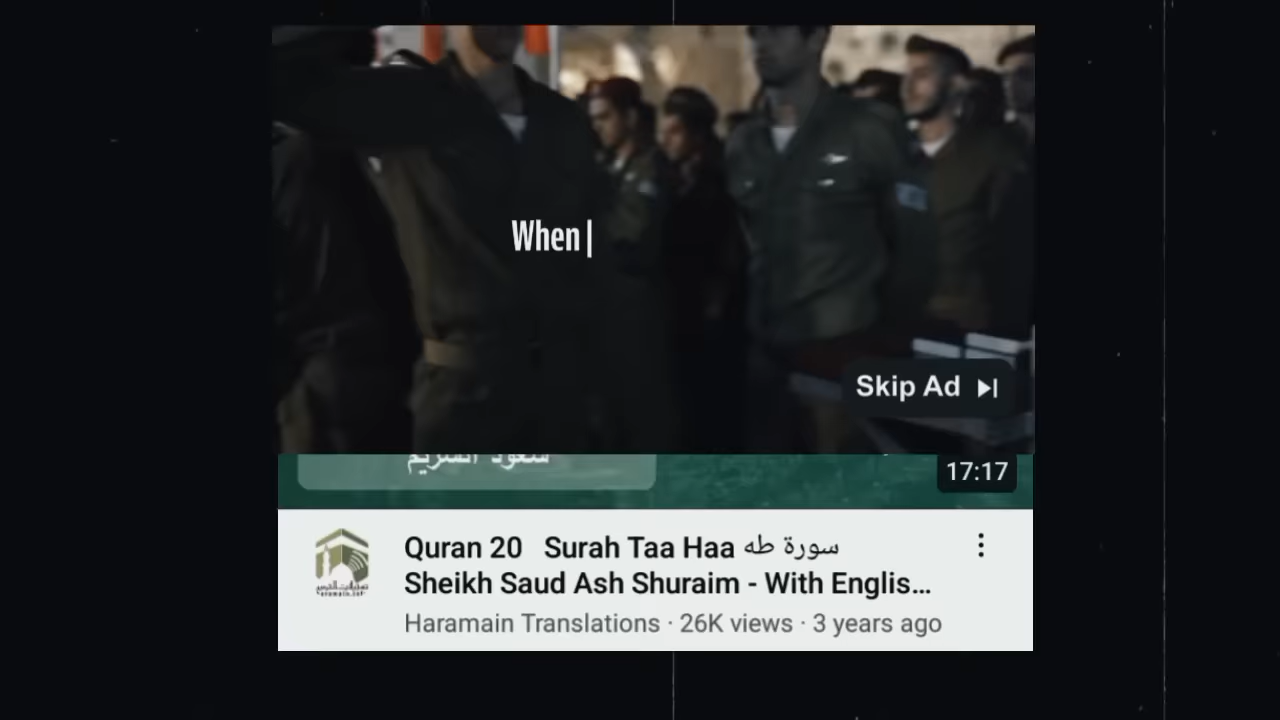 When
Skip Ad
17:17
Quran 20 Surah Taa Haa سورة طه
Sheikh Saud Ash Shuraim - With Englis...
Haramain Translations · 26K views · 3 years ago